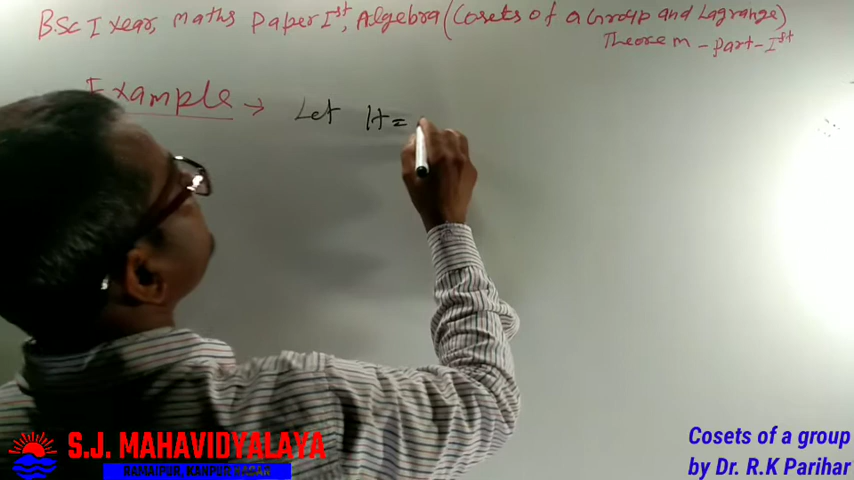 B.Sc I Year, Maths Paper Ist, Algebra (Cosets of a Group and Lagrange)
Theorem - Part - Ist
Example → Let H =
S.J. MAHAVIDYALAYA
RAMAIPUR, KANPUR NAGAR
Cosets of a group
by Dr. R.K Parihar